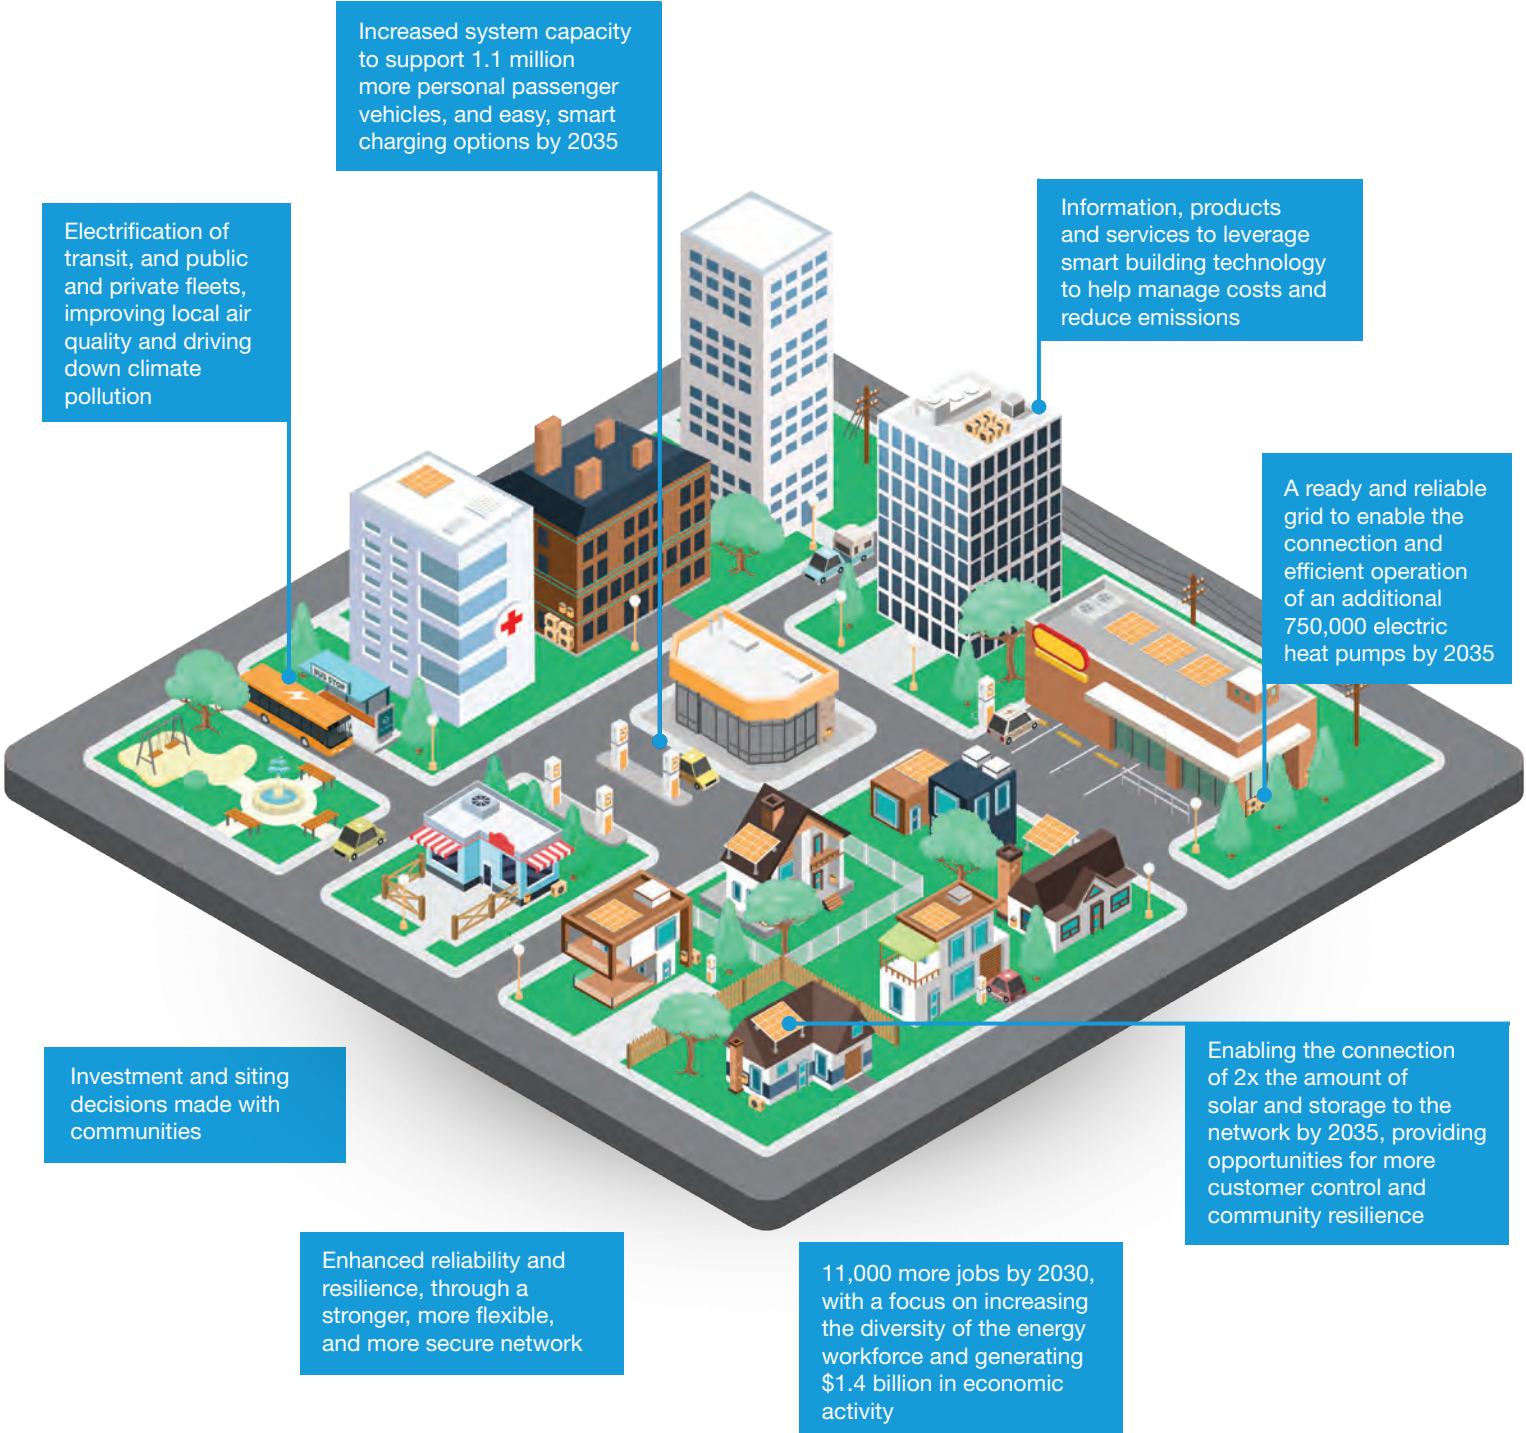 Increased system capacity
to support 1.1 million
more personal passenger
vehicles, and easy, smart
charging options by 2035
Information, products
and services to leverage
smart building technology
to help manage costs and
reduce emissions
Electrification of
transit, and public
and private fleets,
improving local air
quality and driving
down climate
pollution
A ready and reliable
grid to enable the
connection and
efficient operation
of an additional
750,000 electric
heat pumps by 2035
BUS STOP
Enabling the connection
of 2x the amount of
solar and storage to the
network by 2035, providing
opportunities for more
customer control and
community resilience
Investment and siting
decisions made with
communities
Enhanced reliability and
resilience, through a
stronger, more flexible,
and more secure network
11,000 more jobs by 2030,
with a focus on increasing
the diversity of the energy
workforce and generating
$1.4 billion in economic
activity